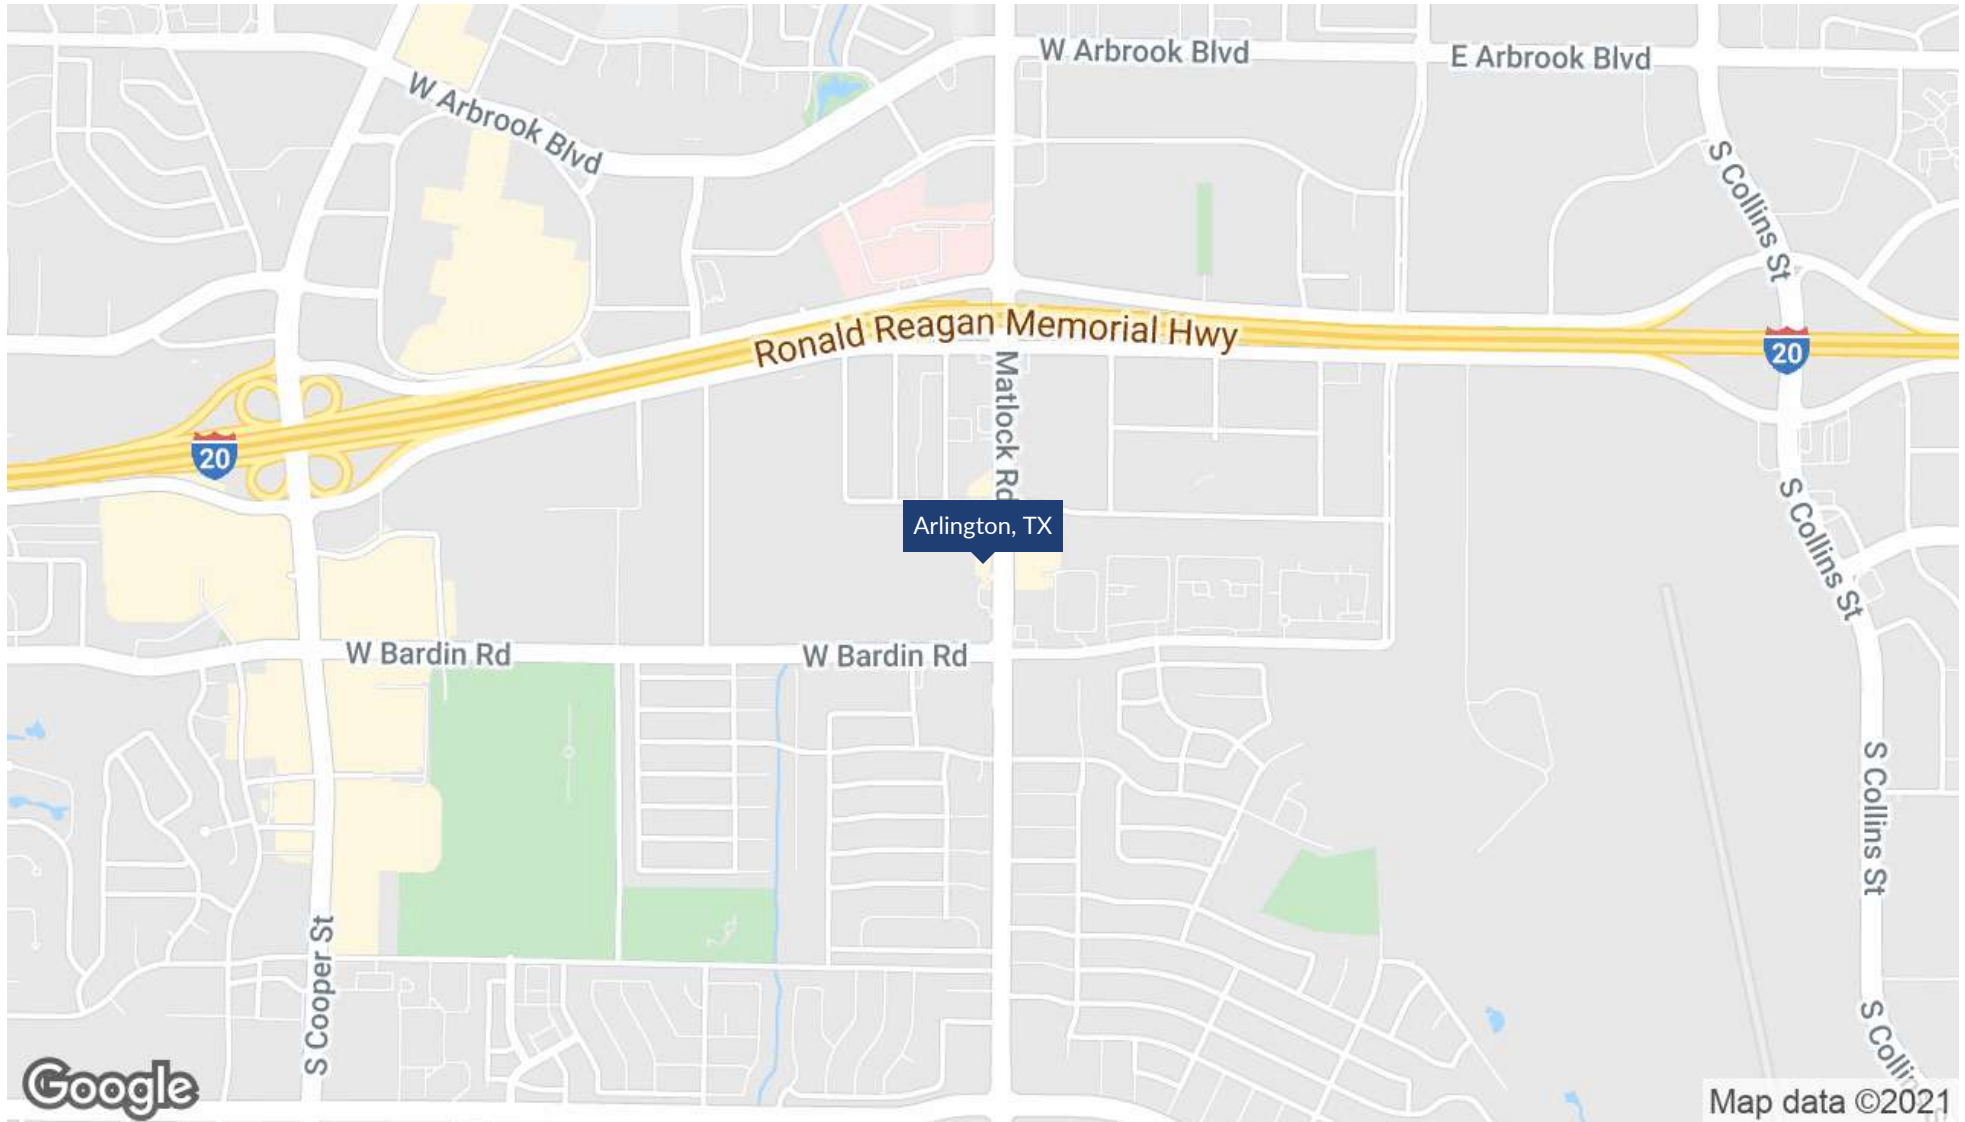 W Arbrook Blvd
E Arbrook Blvd
W Arbrook Blvd
S Collins St
Ronald Reagan Memorial Hwy
20
Matlock Rd
20
S Collins St
Arlington, TX
W Bardin Rd
W Bardin Rd
S Collins St
S Cooper St
Google
Map data ©2021